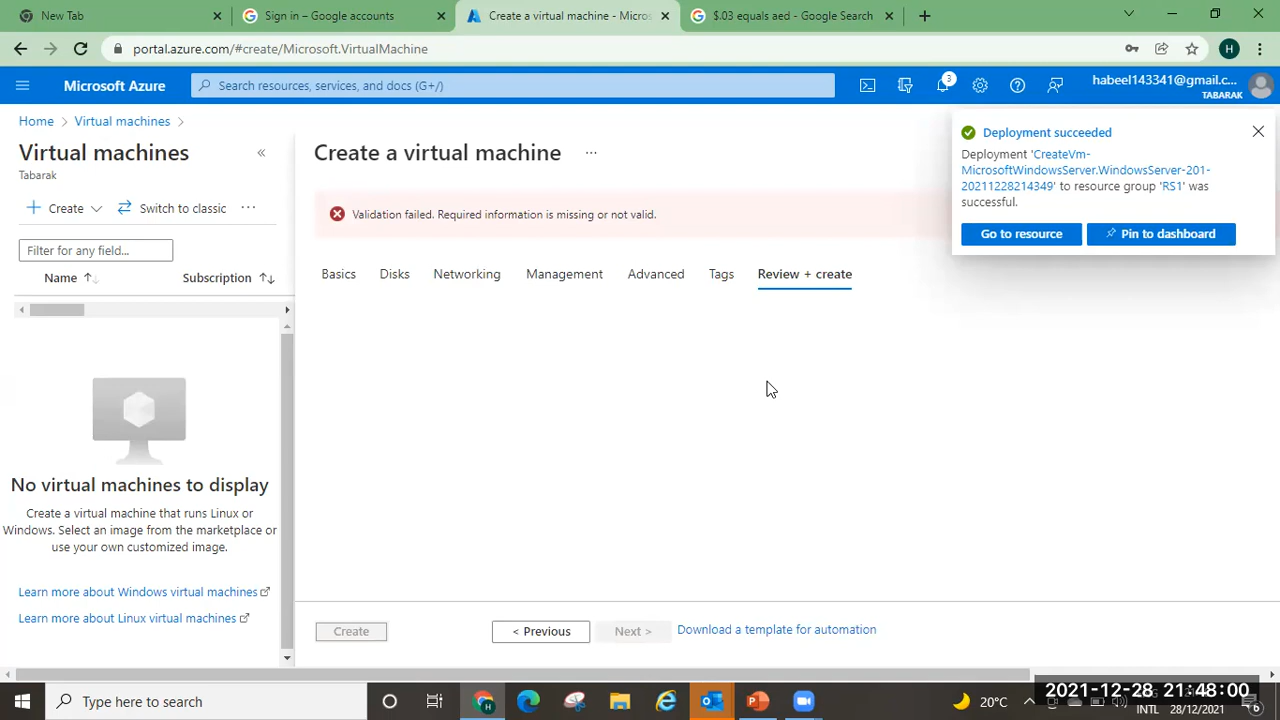 New Tab
Sign in – Google accounts
Create a virtual machine - Micros
$.03 equals aed - Google Search
portal.azure.com/#create/Microsoft.VirtualMachine
H
Microsoft Azure
Search resources, services, and docs (G+/)
3
habeel143341@gmail.c...
TABARAK
Home > Virtual machines >
Virtual machines
Tabarak
Create
Switch to classic
Filter for any field...
Name
Subscription
No virtual machines to display
Create a virtual machine that runs Linux or
Windows. Select an image from the marketplace or
use your own customized image.
Learn more about Windows virtual machines
Learn more about Linux virtual machines
Create a virtual machine
Validation failed. Required information is missing or not valid.
Basics
Disks
Networking
Management
Advanced
Tags
Review + create
Deployment succeeded
Deployment 'CreateVm-
MicrosoftWindowsServer.WindowsServer-201-
20211228214349' to resource group 'RS1' was
successful.
Go to resource
Pin to dashboard
Create
< Previous
Next >
Download a template for automation
Type here to search
20°C
2021-12-28 21:48:00
INTL
28/12/2021
6